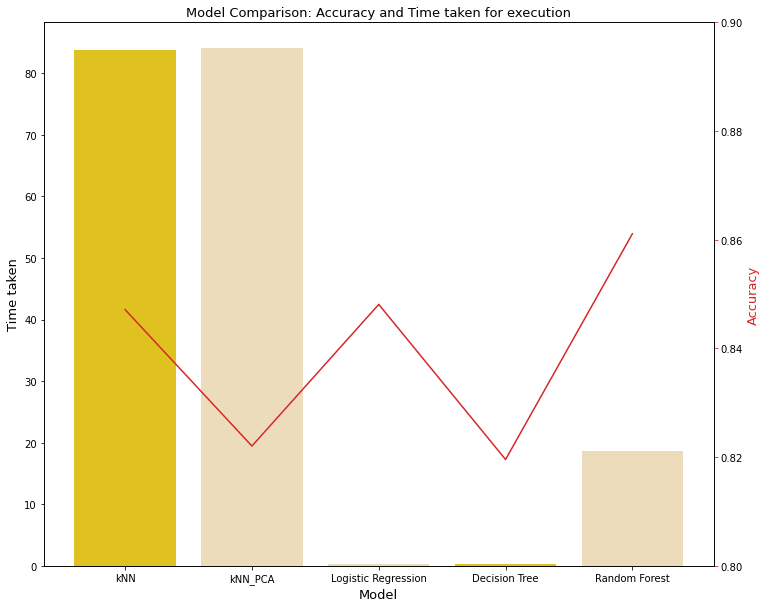 Model Comparison: Accuracy and Time taken for execution
80
70
60
50
40
30
20
10
0
Time taken
0.90
0.88
0.86
0.84
0.82
0.80
Accuracy
kNN
kNN_PCA
Logistic Regression
Decision Tree
Random Forest
Model